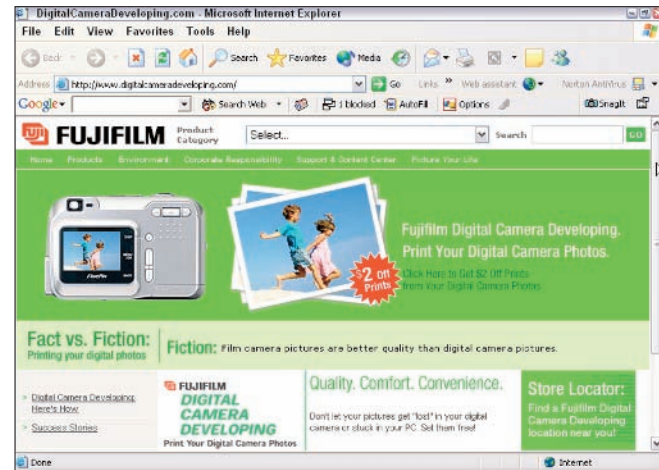 DigitalCameraDeveloping.com - Microsoft Internet Explorer
File Edit View Favorites Tools Help
Back Search Favorites Media
Address http://www.digitalcameradeveloping.com/ Go Links » Web assistant Norton AntiVirus
Google Search Web 1 blocked AutoFill Options SnagIt
FUJI FUJIFILM Product Category Select... Search GO
Home Products Environment Corporate Responsibility Support & Contact Center Picture Your Life
Fujifilm Digital Camera Developing.
Print Your Digital Camera Photos.
$2 Off Prints
Click Here to Get $2 Off Prints
from Your Digital Camera Photos
FinePix
Fact vs. Fiction:
Printing your digital photos
Fiction: Film camera pictures are better quality than digital camera pictures.
Digital Camera Developing:
Here's How
Success Stories
FUJIFILM
DIGITAL
CAMERA
DEVELOPING
Print Your Digital Camera Photos
Quality. Comfort. Convenience.
Don't let your pictures get "lost" in your digital
camera or stuck in your PC. Set them free!
Store Locator:
Find a Fujifilm Digital
Camera Developing
location near you!
Done Internet